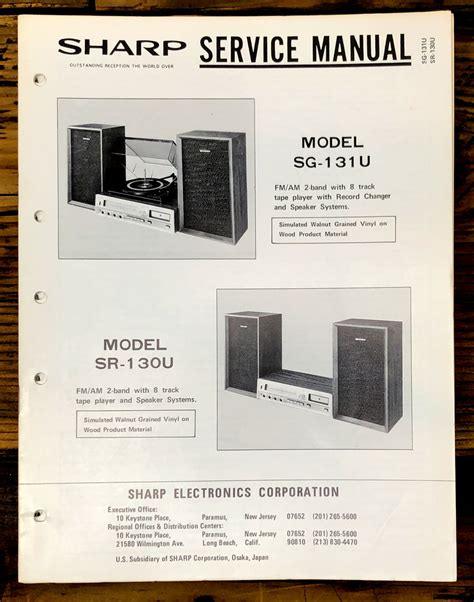 SHARP SERVICE MANUAL
SG-131U
SR-130U
OUTSTANDING RECEPTION THE WORLD OVER
MODEL
SG-131U
FM/AM 2-band with 8 track
tape player with Record Changer
and Speaker Systems.
Simulated Walnut Grained Vinyl on
Wood Product Material
MODEL
SR-130U
FM/AM 2-band with 8 track
tape player and Speaker Systems.
Simulated Walnut Grained Vinyl on
Wood Product Material
SHARP ELECTRONICS CORPORATION
Executive Office:
10 Keystone Place, Paramus, New Jersey 07652 (201) 265-5600
Regional Offices & Distribution Centers:
10 Keystone Place, Paramus, New Jersey 07652 (201) 265-5600
21580 Wilmington Ave. Long Beach, Calif. 90810 (213) 830-4470
U.S. Subsidiary of SHARP Corporation, Osaka, Japan